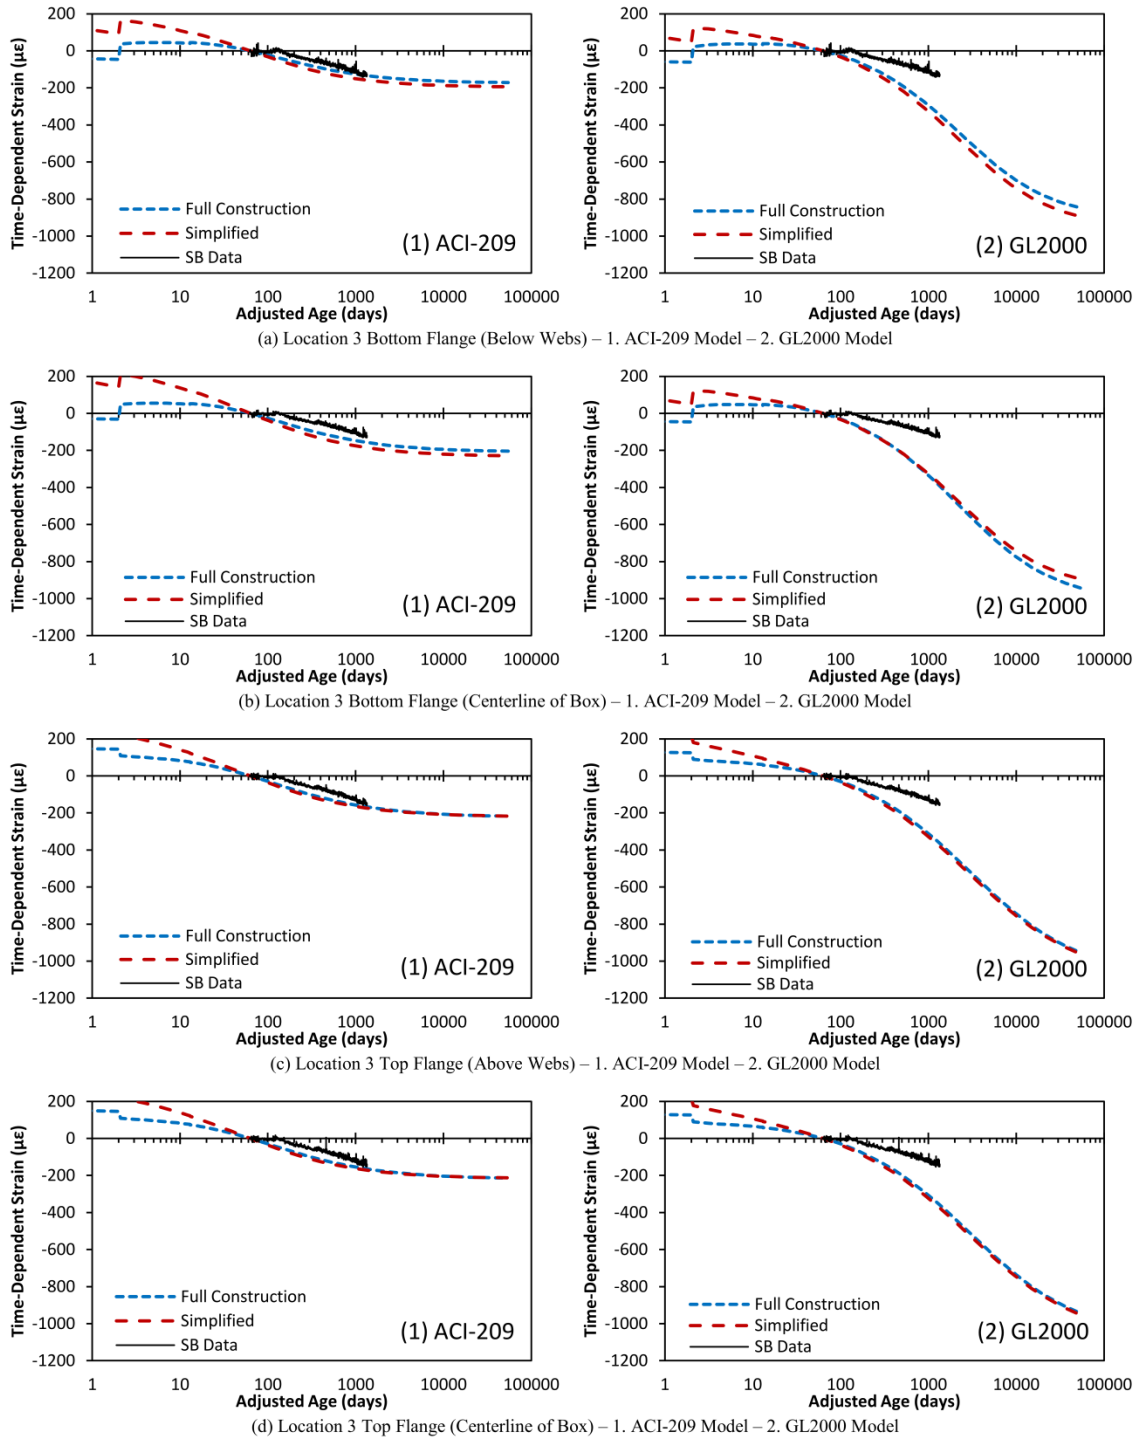 200
0
-200
-400
-600
-800
-1000
-1200
Time-Dependent Strain (με)
Full Construction
Simplified
SB Data
(1) ACI-209
1 10 100 1000 10000 100000
Adjusted Age (days)
200
0
-200
-400
-600
-800
-1000
-1200
Time-Dependent Strain (με)
Full Construction
Simplified
SB Data
(2) GL2000
1 10 100 1000 10000 100000
Adjusted Age (days)
(a) Location 3 Bottom Flange (Below Webs) – 1. ACI-209 Model – 2. GL2000 Model
200
0
-200
-400
-600
-800
-1000
-1200
Time-Dependent Strain (με)
Full Construction
Simplified
SB Data
(1) ACI-209
1 10 100 1000 10000 100000
Adjusted Age (days)
200
0
-200
-400
-600
-800
-1000
-1200
Time-Dependent Strain (με)
Full Construction
Simplified
SB Data
(2) GL2000
1 10 100 1000 10000 100000
Adjusted Age (days)
(b) Location 3 Bottom Flange (Centerline of Box) – 1. ACI-209 Model – 2. GL2000 Model
200
0
-200
-400
-600
-800
-1000
-1200
Time-Dependent Strain (με)
Full Construction
Simplified
SB Data
(1) ACI-209
1 10 100 1000 10000 100000
Adjusted Age (days)
200
0
-200
-400
-600
-800
-1000
-1200
Time-Dependent Strain (με)
Full Construction
Simplified
SB Data
(2) GL2000
1 10 100 1000 10000 100000
Adjusted Age (days)
(c) Location 3 Top Flange (Above Webs) – 1. ACI-209 Model – 2. GL2000 Model
200
0
-200
-400
-600
-800
-1000
-1200
Time-Dependent Strain (με)
Full Construction
Simplified
SB Data
(1) ACI-209
1 10 100 1000 10000 100000
Adjusted Age (days)
200
0
-200
-400
-600
-800
-1000
-1200
Time-Dependent Strain (με)
Full Construction
Simplified
SB Data
(2) GL2000
1 10 100 1000 10000 100000
Adjusted Age (days)
(d) Location 3 Top Flange (Centerline of Box) – 1. ACI-209 Model – 2. GL2000 Model